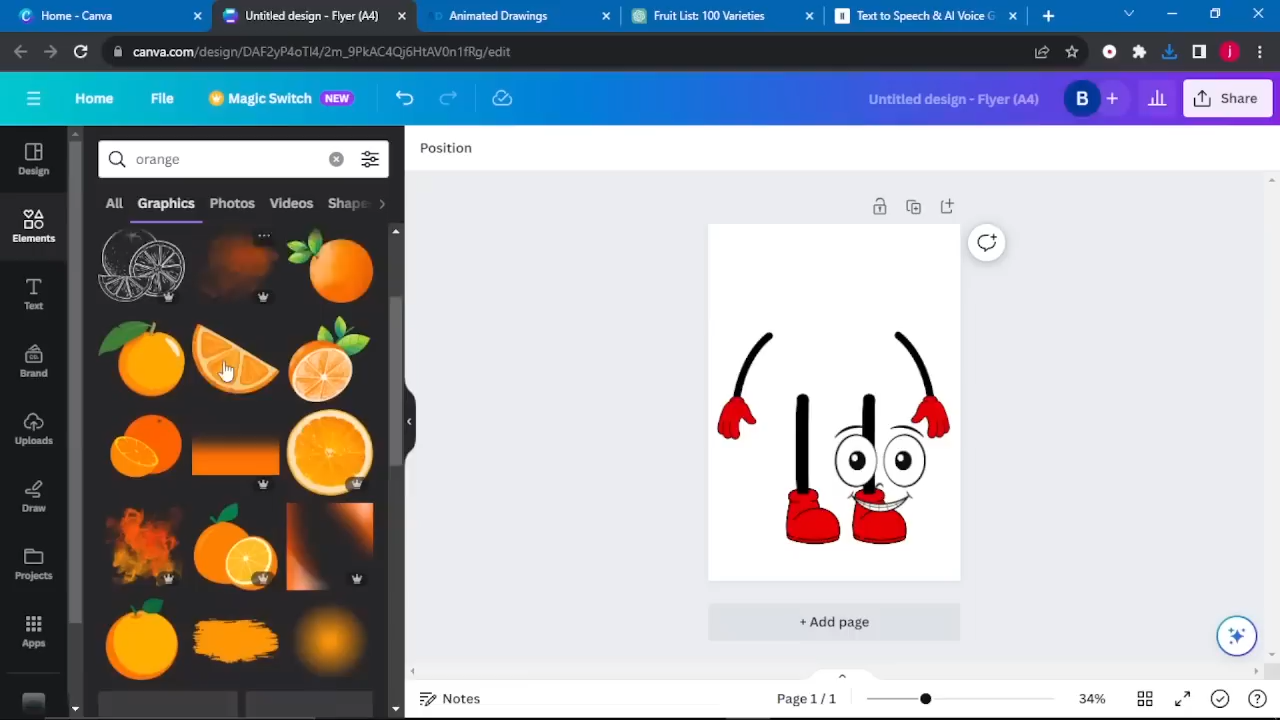 Home - Canva
Untitled design - Flyer (A4)
Animated Drawings
Fruit List: 100 Varieties
Text to Speech & AI Voice G
canva.com/design/DAF2yP4oTl4/2m_9PkAC4Qj6HtAV0n1fRg/edit
j
Home
File
Magic Switch
NEW
Untitled design - Flyer (A4)
B
+
Share
Design
Elements
Text
Brand
Uploads
Draw
Projects
Apps
orange
All
Graphics
Photos
Videos
Shape
Position
+ Add page
Notes
Page 1 / 1
34%